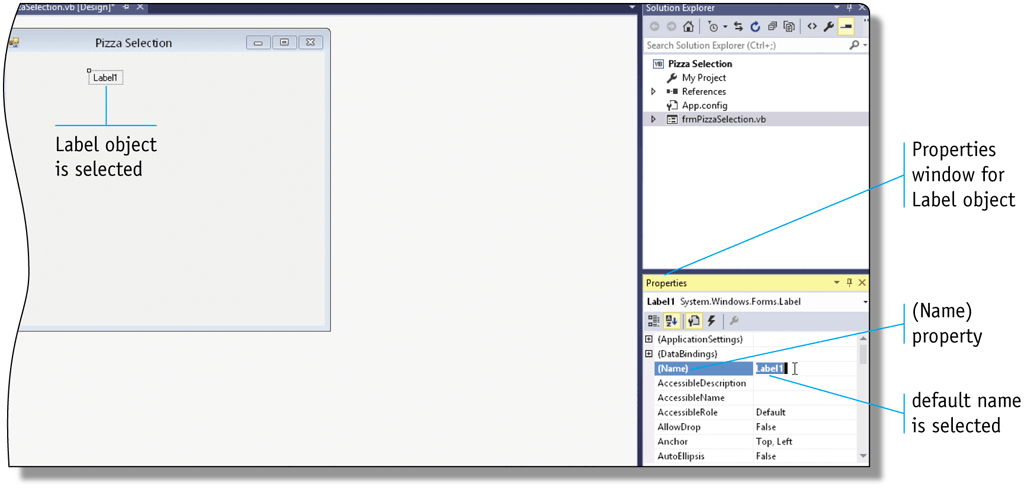 zaSelection.vb [Design]*
Pizza Selection
Label1
Label object
is selected
Solution Explorer
Search Solution Explorer (Ctrl+;)
Pizza Selection
My Project
References
App.config
frmPizzaSelection.vb
Properties
window for
Label object
Properties
Label1 System.Windows.Forms.Label
(ApplicationSettings)
(DataBindings)
(Name) Label1
AccessibleDescription
AccessibleName
AccessibleRole Default
AllowDrop False
Anchor Top, Left
AutoEllipsis False
(Name)
property
default name
is selected